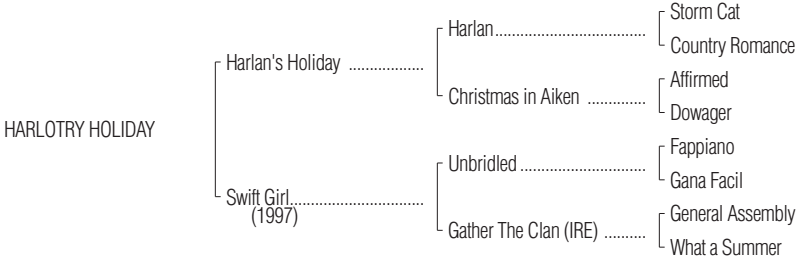 Storm Cat
Harlan....................................
Country Romance
Harlan's Holiday ..................
Affirmed
Christmas in Aiken ..............
Dowager
HARLOTRY HOLIDAY
Fappiano
Unbridled..............................
Gana Facil
Swift Girl................................
(1997)
General Assembly
Gather The Clan (IRE) ..........
What a Summer